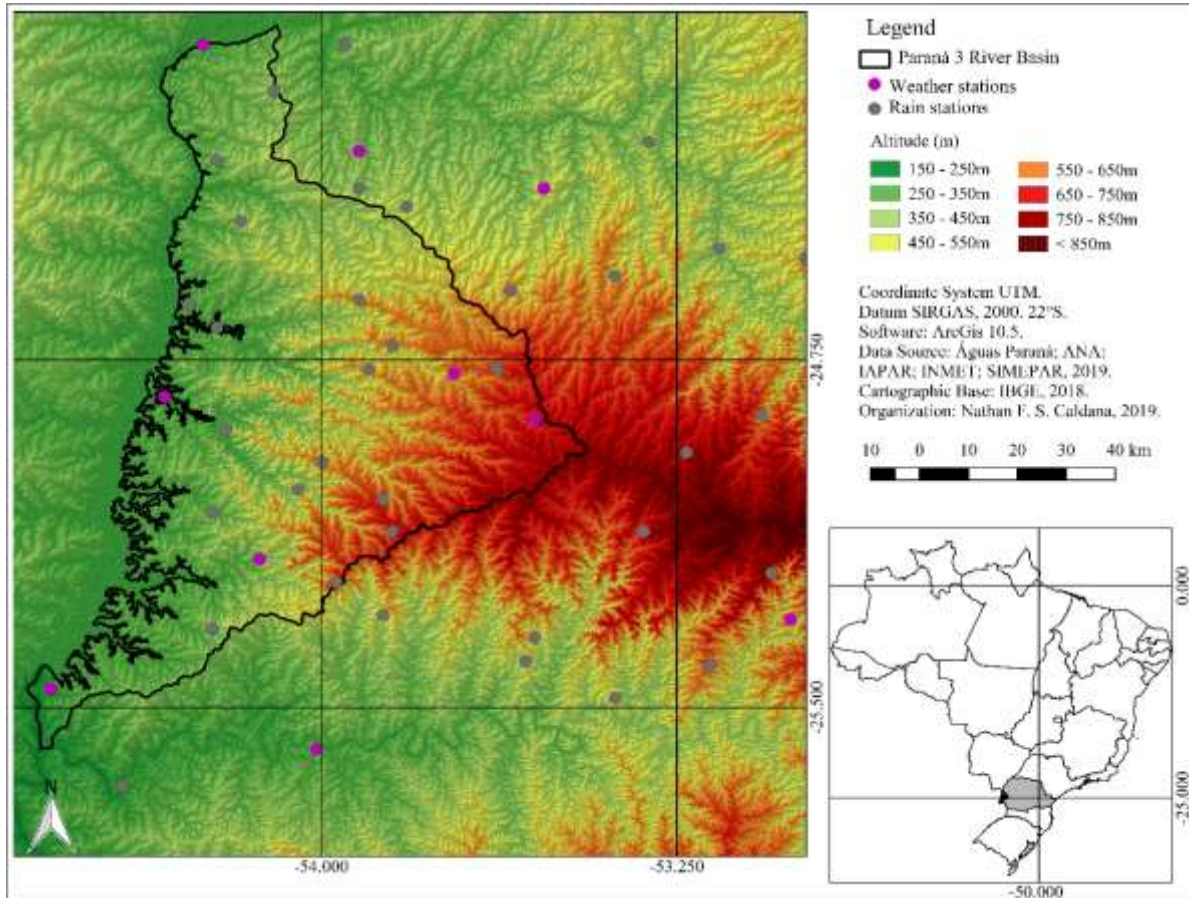 Legend
Paraná 3 River Basin
Weather stations
Rain stations
Altitude (m)
150 - 250m
250 - 350m
350 - 450m
450 - 550m
550 - 650m
650 - 750m
750 - 850m
< 850m
Coordinate System UTM.
Datum SIRGAS, 2000. 22°S.
Software: ArcGis 10.5.
Data Source: Águas Paraná; ANA;
IAPAR; INMET; SIMEPAR, 2019.
Cartographic Base: IBGE, 2018.
Organization: Nathan F. S. Caldana, 2019.
10 0 10 20 30 40 km
-24.750
-25.500
N
-54.000
-53.250
0.000
-25.000
-50.000